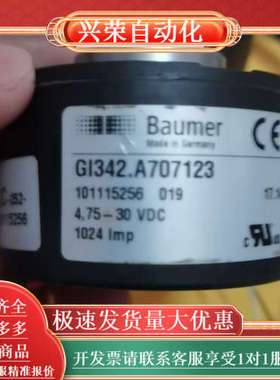 兴荣自动化
Baumer
Made in Germany
CE
GI342.A707123
101115256 019
4,75-30 VDC
1024 Imp
5256
极速发货量大优惠
开发票请联系客服享受1对1服